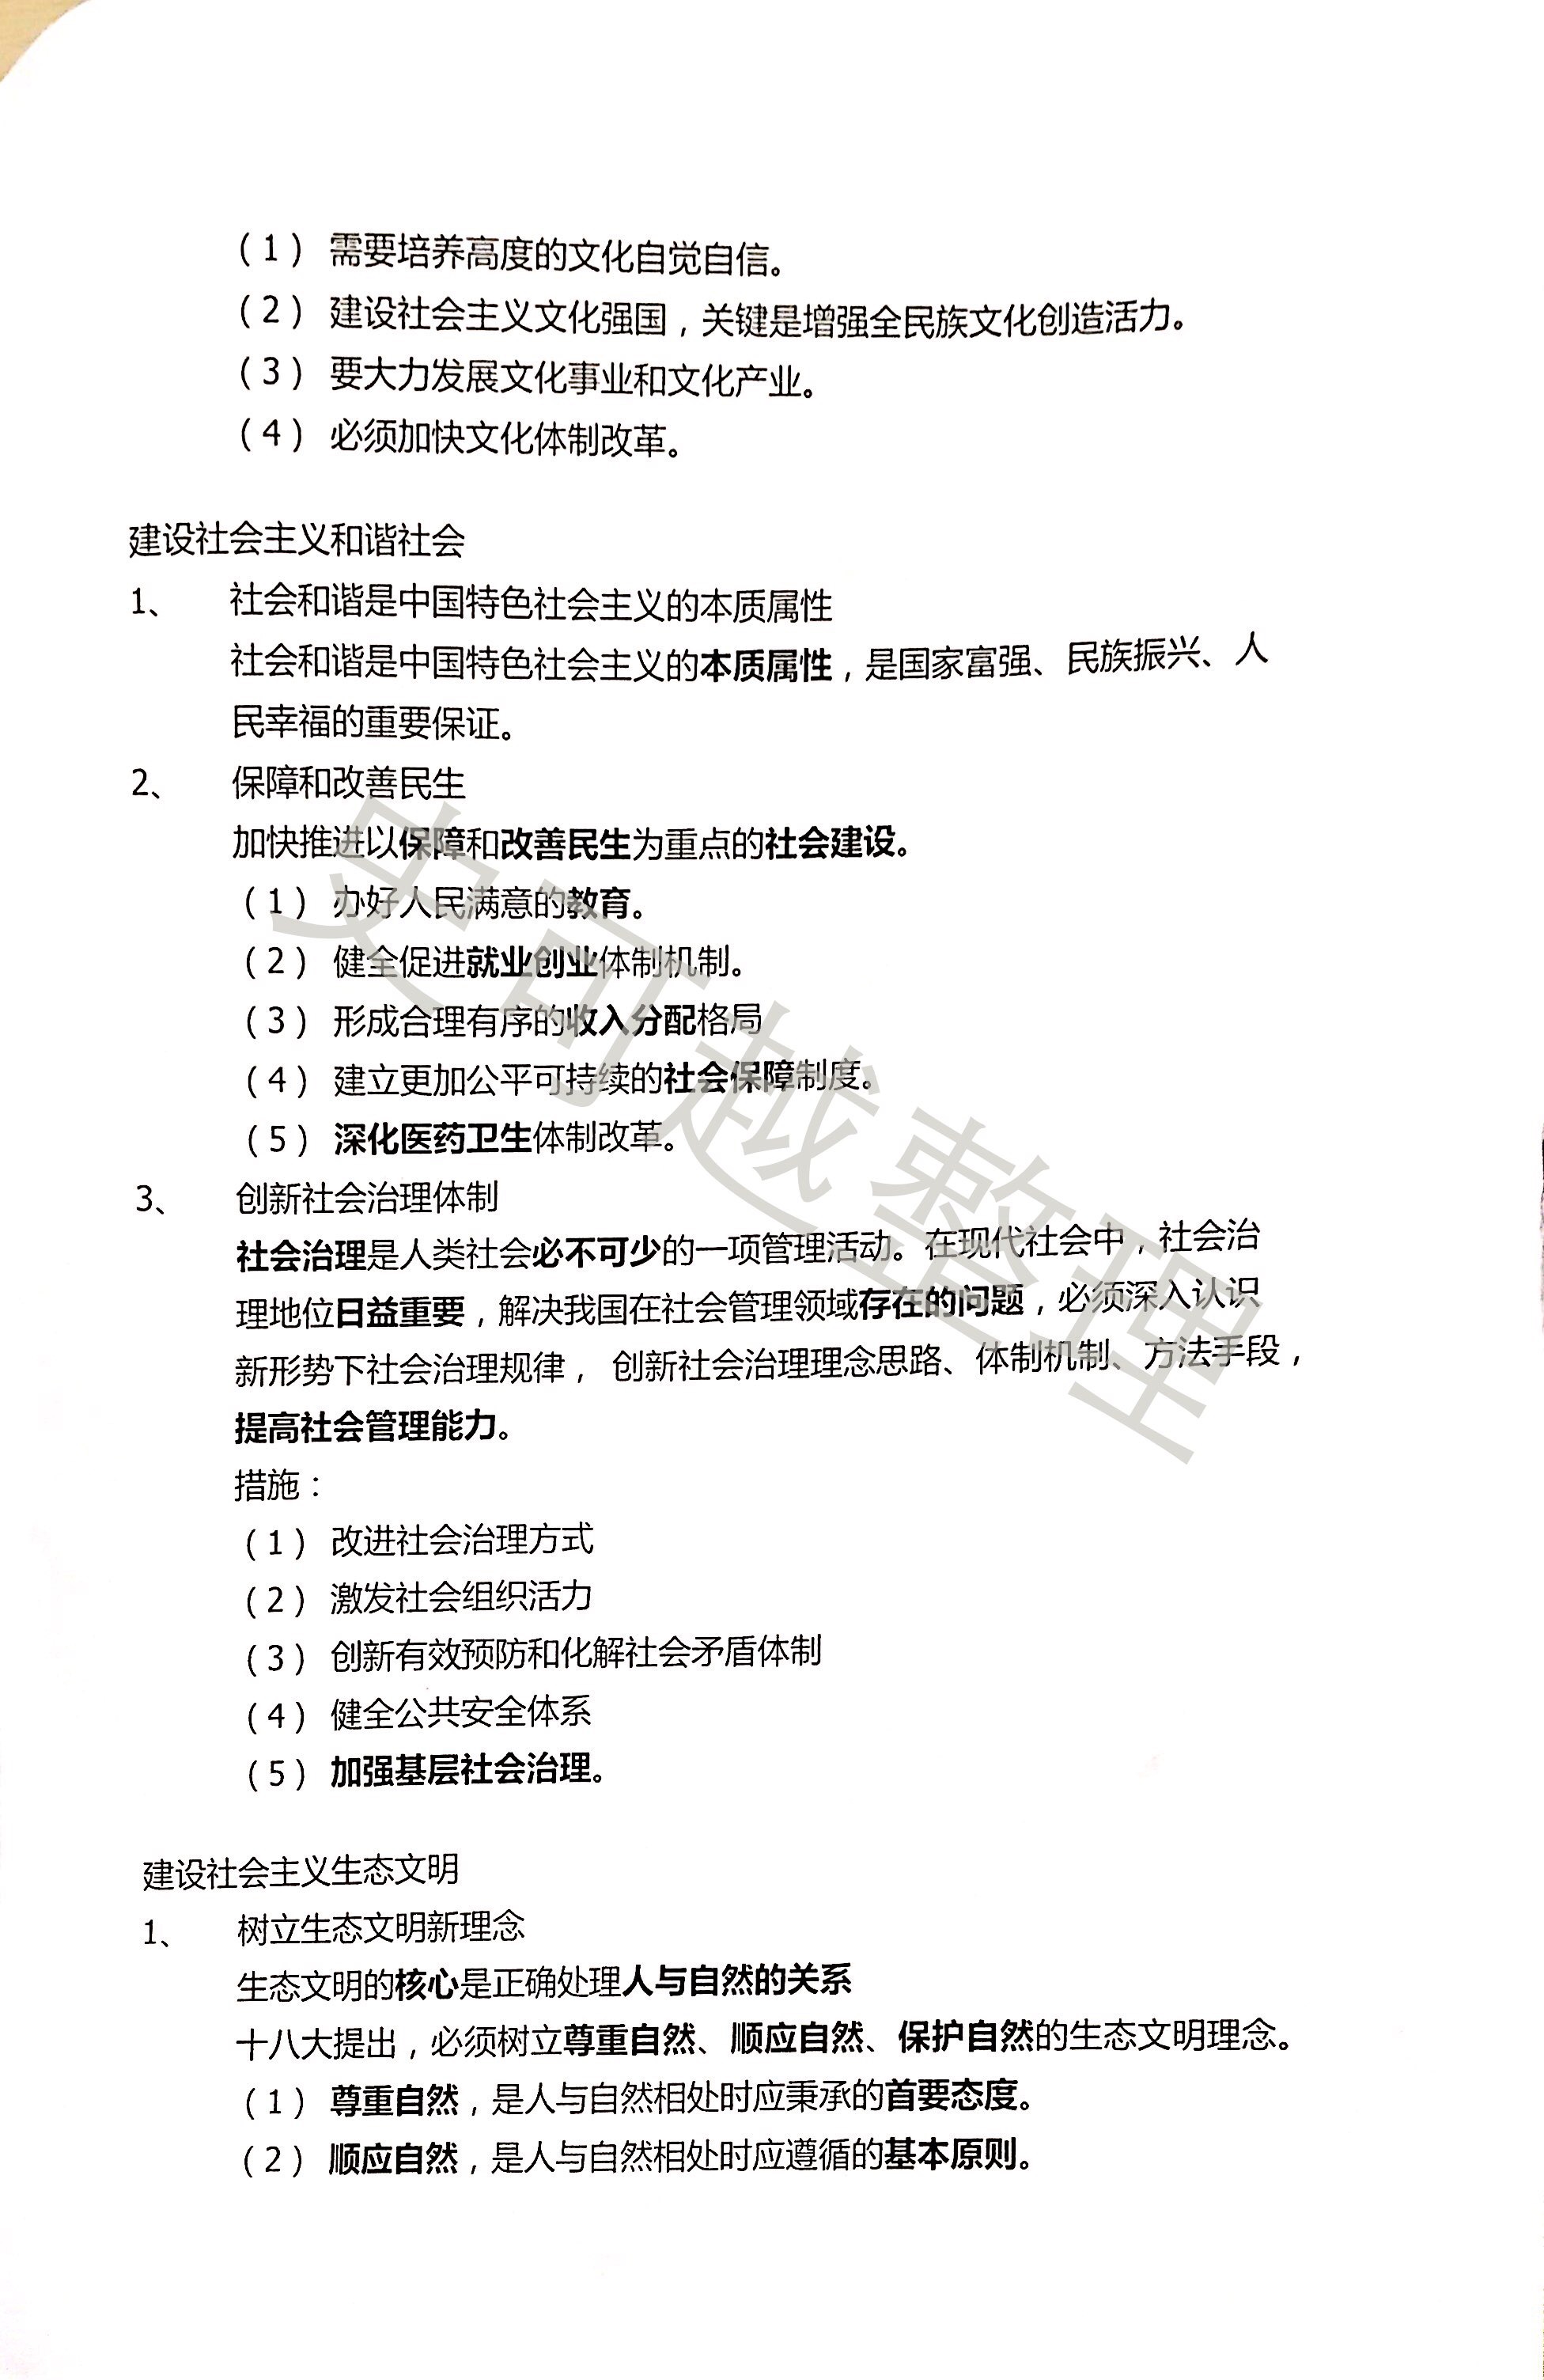 （1） 需要培养高度的文化自觉自信。
（2） 建设社会主义文化强国，关键是增强全民族文化创造活力。
（3） 要大力发展文化事业和文化产业。
（4） 必须加快文化体制改革。
建设社会主义和谐社会
1、 社会和谐是中国特色社会主义的本质属性
社会和谐是中国特色社会主义的本质属性，是国家富强、民族振兴、人
民幸福的重要保证。
2、 保障和改善民生
加快推进以保障和改善民生为重点的社会建设。
（1） 办好人民满意的教育。
（2） 健全促进就业创业体制机制。
（3） 形成合理有序的收入分配格局
（4） 建立更加公平可持续的社会保障制度。
（5） 深化医药卫生体制改革。
3、 创新社会治理体制
社会治理是人类社会必不可少的一项管理活动。在现代社会中，社会治
理地位日益重要，解决我国在社会管理领域存在的问题，必须深入认识
新形势下社会治理规律， 创新社会治理理念思路、体制机制、方法手段，
提高社会管理能力。
措施：
（1） 改进社会治理方式
（2） 激发社会组织活力
（3） 创新有效预防和化解社会矛盾体制
（4） 健全公共安全体系
（5） 加强基层社会治理。
建设社会主义生态文明
1、 树立生态文明新理念
生态文明的核心是正确处理人与自然的关系
十八大提出，必须树立尊重自然、顺应自然、保护自然的生态文明理念。
（1） 尊重自然，是人与自然相处时应秉承的首要态度。
（2） 顺应自然，是人与自然相处时应遵循的基本原则。
史可越整理